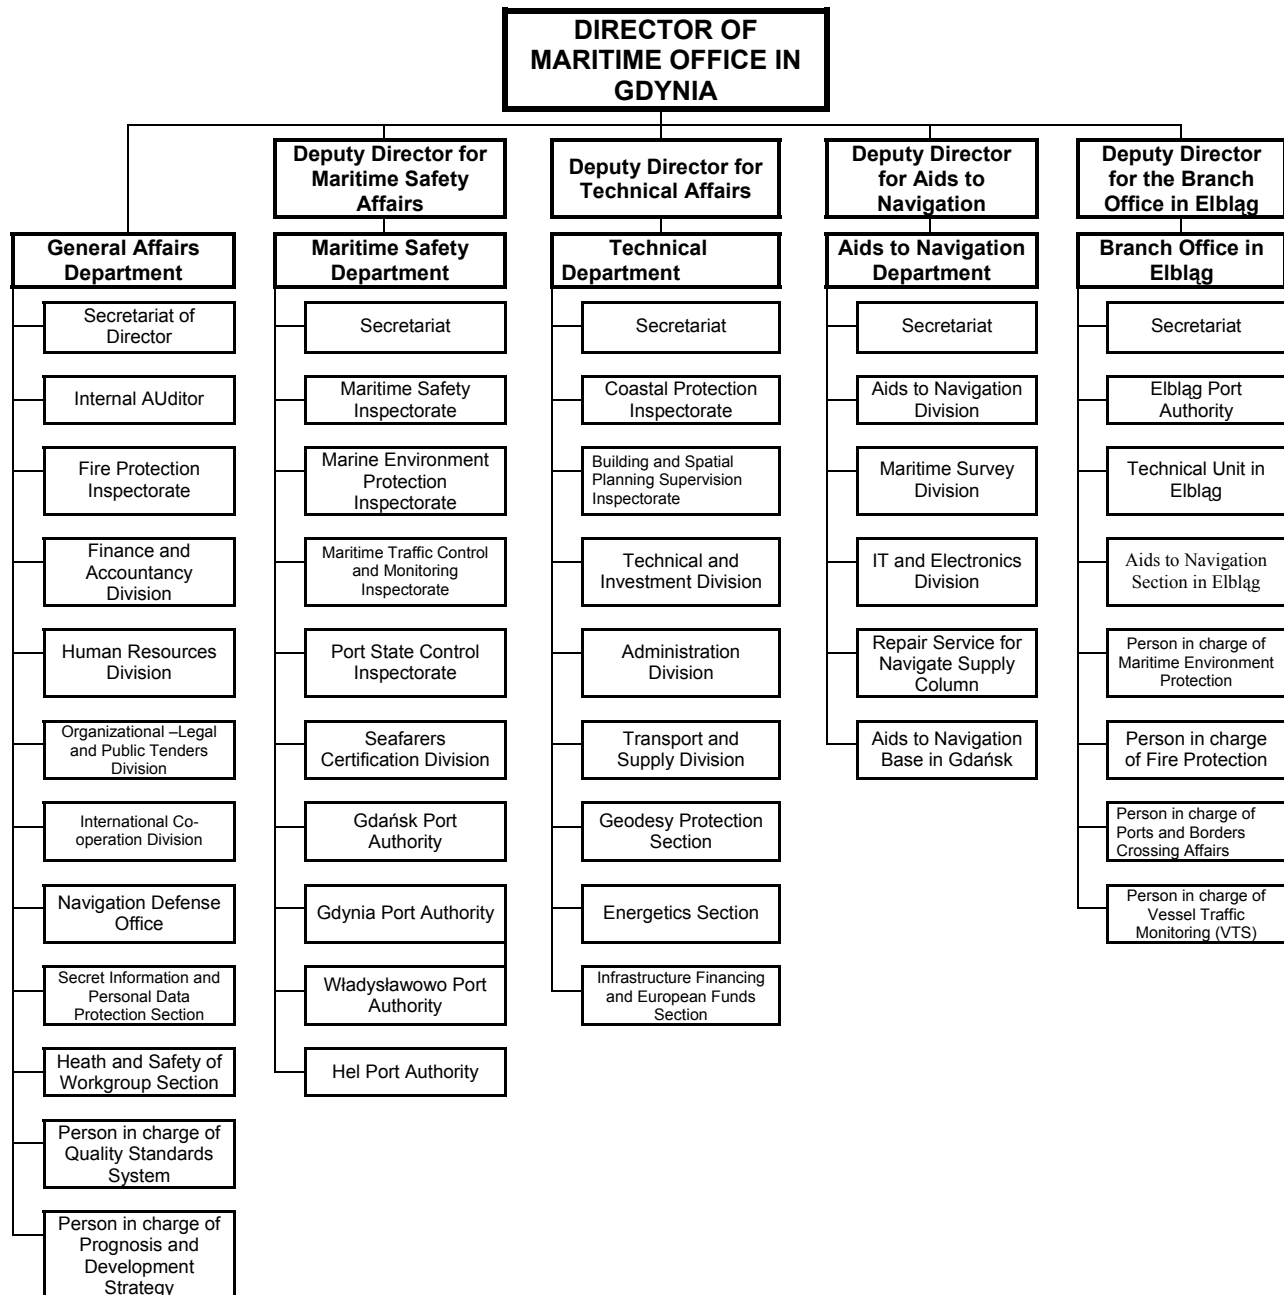 DIRECTOR OF
MARITIME OFFICE IN
GDYNIA
Deputy Director for
Maritime Safety
Affairs
Deputy Director for
Technical Affairs
Deputy Director
for Aids to
Navigation
Deputy Director
for the Branch
Office in Elbląg
General Affairs
Department
Maritime Safety
Department
Technical
Department
Aids to Navigation
Department
Branch Office in
Elbląg
Secretariat of
Director
Internal AUditor
Fire Protection
Inspectorate
Finance and
Accountancy
Division
Human Resources
Division
Organizational –Legal
and Public Tenders
Division
International Co-
operation Division
Navigation Defense
Office
Secret Information and
Personal Data
Protection Section
Heath and Safety of
Workgroup Section
Person in charge of
Quality Standards
System
Person in charge of
Prognosis and
Development
Strategy
Secretariat
Maritime Safety
Inspectorate
Marine Environment
Protection
Inspectorate
Maritime Traffic Control
and Monitoring
Inspectorate
Port State Control
Inspectorate
Seafarers
Certification Division
Gdańsk Port
Authority
Gdynia Port Authority
Władysławowo Port
Authority
Hel Port Authority
Secretariat
Coastal Protection
Inspectorate
Building and Spatial
Planning Supervision
Inspectorate
Technical and
Investment Division
Administration
Division
Transport and
Supply Division
Geodesy Protection
Section
Energetics Section
Infrastructure Financing
and European Funds
Section
Secretariat
Aids to Navigation
Division
Maritime Survey
Division
IT and Electronics
Division
Repair Service for
Navigate Supply
Column
Aids to Navigation
Base in Gdańsk
Secretariat
Elbląg Port
Authority
Technical Unit in
Elbląg
Aids to Navigation
Section in Elbląg
Person in charge of
Maritime Environment
Protection
Person in charge
of Fire Protection
Person in charge of
Ports and Borders
Crossing Affairs
Person in charge of
Vessel Traffic
Monitoring (VTS)